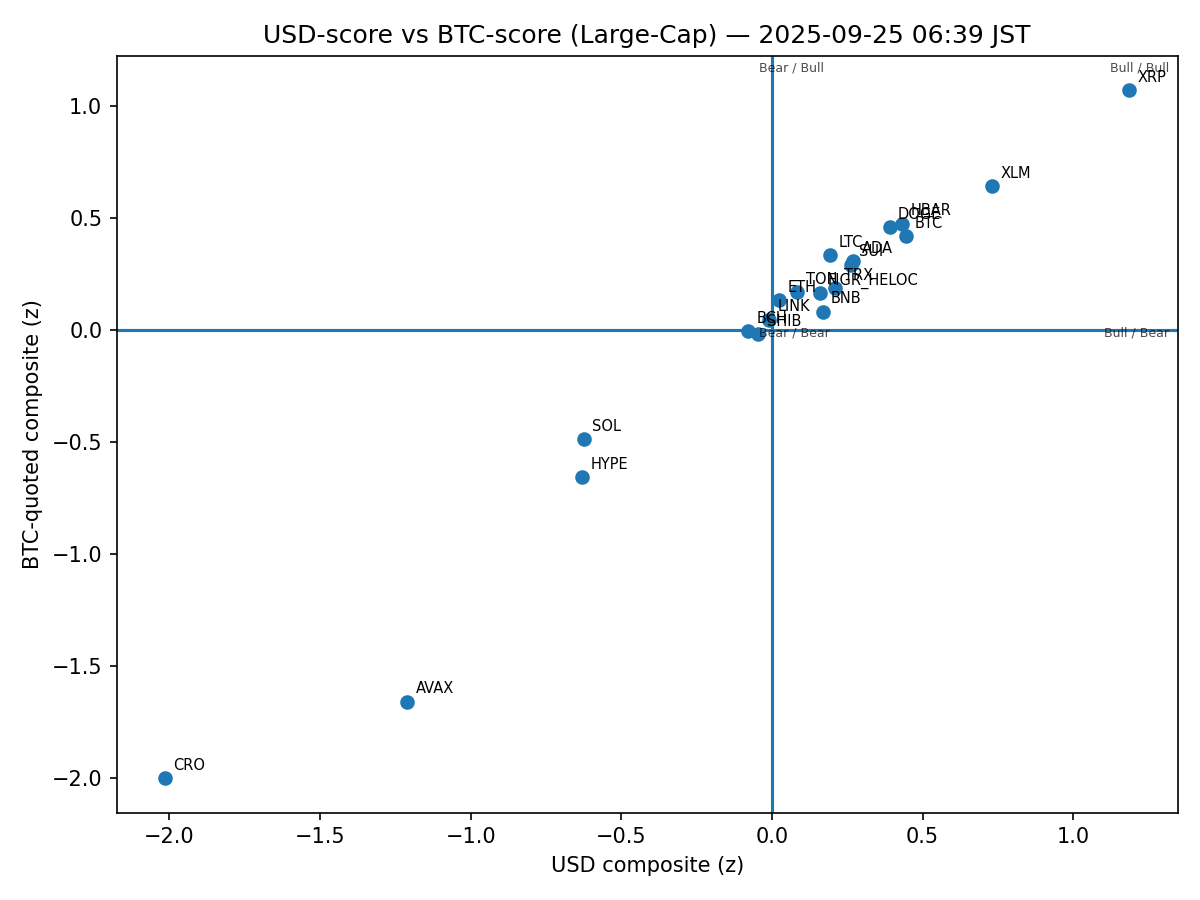 USD-score vs BTC-score (Large-Cap) — 2025-09-25 06:39 JST
Bear / Bull
Bull / Bull
XRP
XLM
HBAR
DOGE
BTC
LTC
ADA
SUI
TRX
TON
ETH
BNB
LINK
BCH
SHIB
Bear / Bear
Bull / Bear
SOL
HYPE
AVAX
CRO
1.0
0.5
0.0
−0.5
−1.0
−1.5
−2.0
BTC-quoted composite (z)
−2.0
−1.5
−1.0
−0.5
0.0
0.5
1.0
USD composite (z)